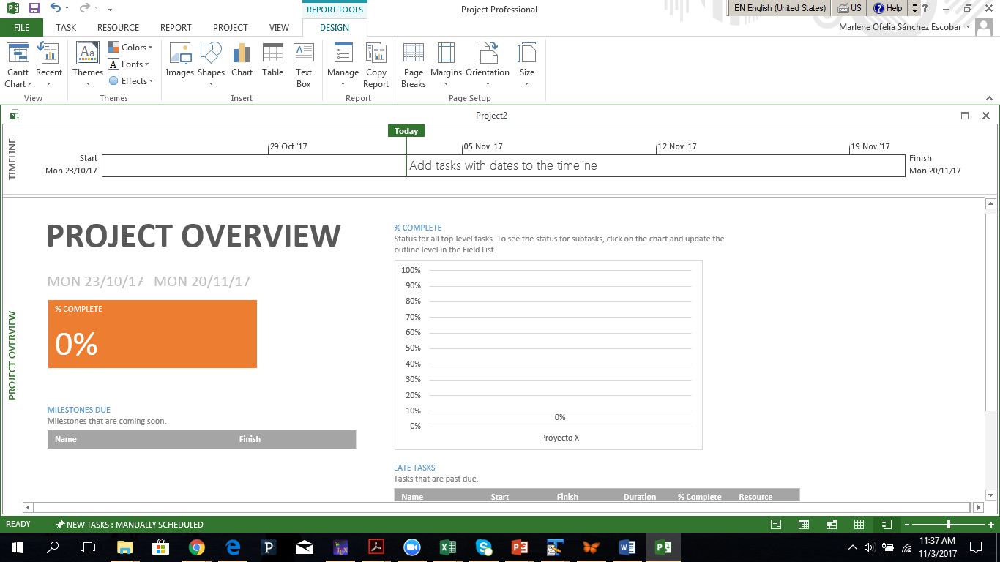 REPORT TOOLS
Project Professional
EN English (United States)
US
Help
?
FILE
TASK
RESOURCE
REPORT
PROJECT
VIEW
DESIGN
Marlene Ofelia Sánchez Escobar
Gantt Chart
Recent
Themes
Colors
Fonts
Effects
Images
Shapes
Chart
Table
Text Box
Manage
Copy Report
Page Breaks
Margins
Orientation
Size
View
Themes
Insert
Report
Page Setup
Project2
TIMELINE
Today
29 Oct '17
05 Nov '17
12 Nov '17
19 Nov '17
Start
Mon 23/10/17
Add tasks with dates to the timeline
Finish
Mon 20/11/17
PROJECT OVERVIEW
PROJECT OVERVIEW
MON 23/10/17 MON 20/11/17
% COMPLETE
0%
MILESTONES DUE
Milestones that are coming soon.
Name Finish
% COMPLETE
Status for all top-level tasks. To see the status for subtasks, click on the chart and update the
outline level in the Field List.
100%
90%
80%
70%
60%
50%
40%
30%
20%
10%
0%
0%
Proyecto X
LATE TASKS
Tasks that are past due.
Name Start Finish Duration % Complete Resource
READY
NEW TASKS : MANUALLY SCHEDULED
11:37 AM
11/3/2017